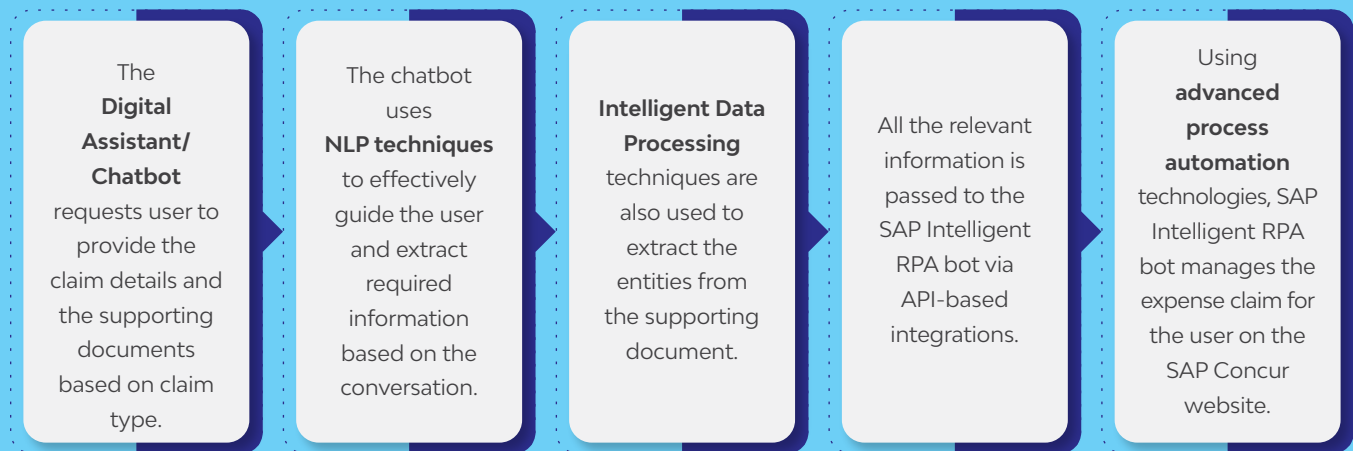 The
Digital
Assistant/
Chatbot
requests user to
provide the
claim details and
the supporting
documents
based on claim
type.
The chatbot
uses
NLP techniques
to effectively
guide the user
and extract
required
information
based on the
conversation.
Intelligent Data
Processing
techniques are
also used to
extract the
entities from
the supporting
document.
All the relevant
information is
passed to the
SAP Intelligent
RPA bot via
API-based
integrations.
Using
advanced
process
automation
technologies, SAP
Intelligent RPA
bot manages the
expense claim for
the user on the
SAP Concur
website.